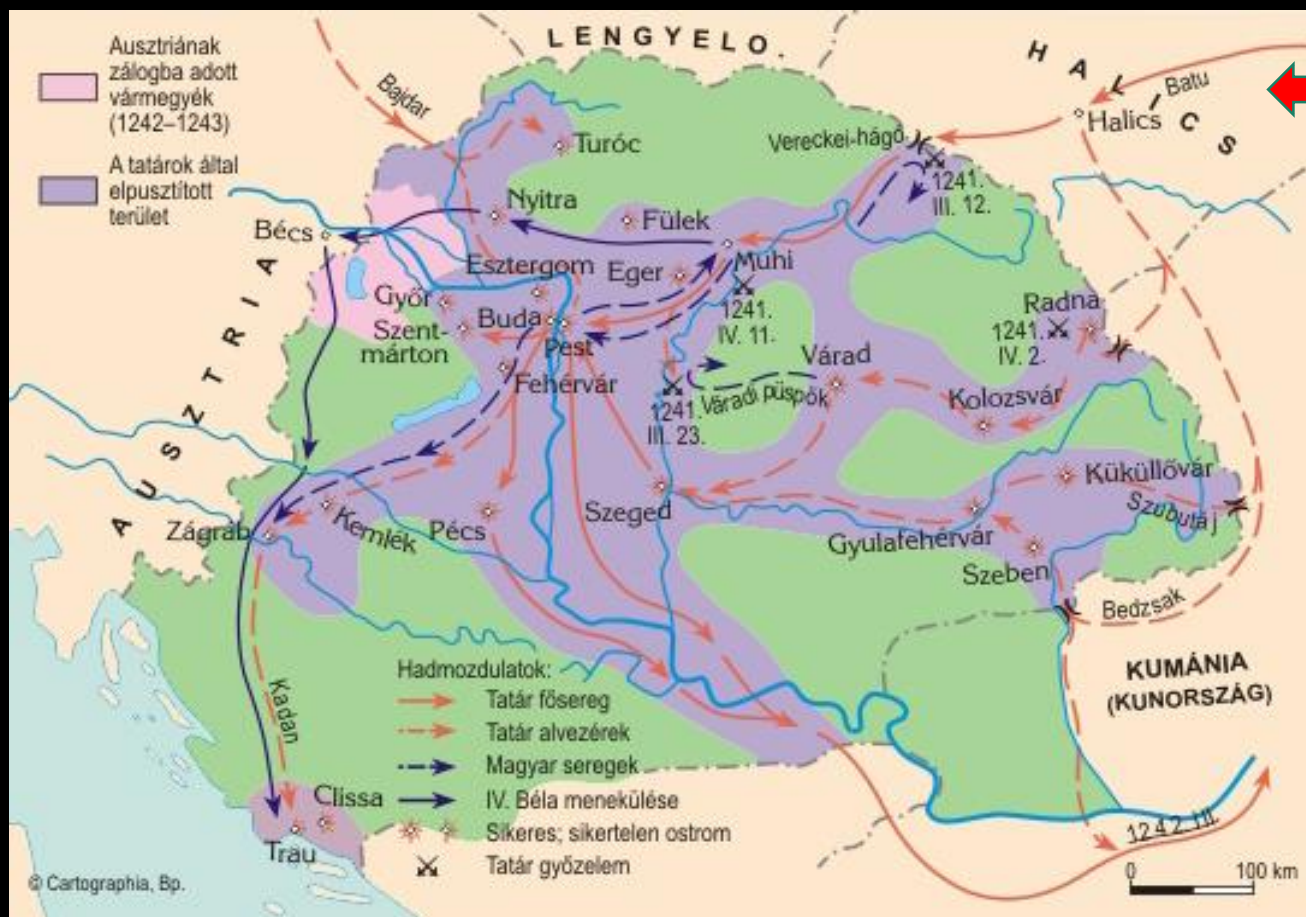 Ausztriának
zálogba adott
vármegyék
(1242–1243)
A tatárok által
elpusztított
terület
LENGYELO.
HALICS
Batu
Halics
Bajdar
Turóc
Vereckei-hágó
1241.
III. 12.
Nyitra
Fülek
Bécs
Esztergom
Eger
Muhi
1241.
IV. 11.
Győr
Buda
Pest
Szent-
márton
Fehérvár
Radna
1241.
IV. 2.
Várad
Váradi püspök
1241.
III. 23.
Kolozsvár
AUSZTRIA
Küküllővár
Szubutáj
Szeged
Gyulafehérvár
Szeben
Zágráb
Kemlék
Pécs
Bedzsak
KUMÁNIA
(KUNORSZÁG)
Kadan
Clissa
Trau
Hadmozdulatok:
Tatár fősereg
Tatár alvezérek
Magyar seregek
IV. Béla menekülése
Sikeres; sikertelen ostrom
Tatár győzelem
1242. III.
0 100 km
© Cartographia, Bp.